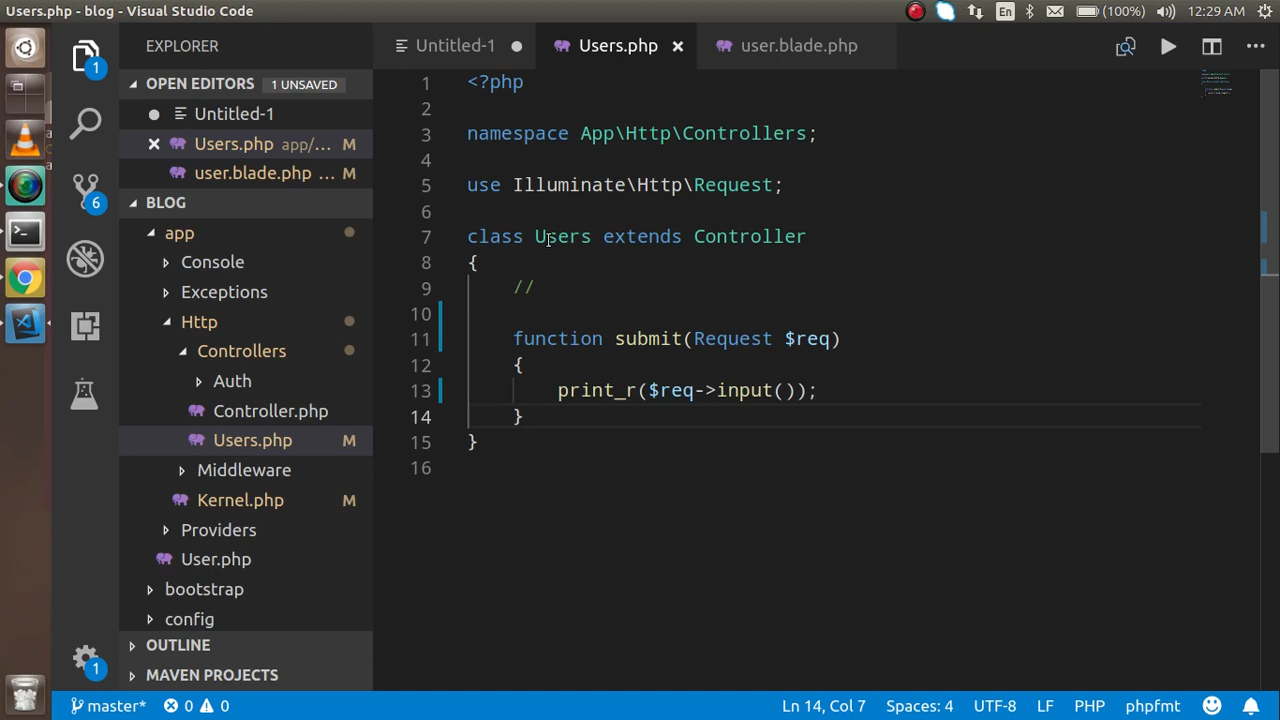 Users.php - blog - Visual Studio Code
En
(100%)
12:29 AM
EXPLORER
OPEN EDITORS
1 UNSAVED
Untitled-1
Users.php app/...
M
user.blade.php ...
M
BLOG
app
Console
Exceptions
Http
Controllers
Auth
Controller.php
Users.php
M
Middleware
Kernel.php
M
Providers
User.php
bootstrap
config
OUTLINE
MAVEN PROJECTS
1
6
1
Untitled-1
Users.php
user.blade.php
1 <?php
2
3 namespace App\Http\Controllers;
4
5 use Illuminate\Http\Request;
6
7 class Users extends Controller
8 {
9 //
10
11 function submit(Request $req)
12 {
13 print_r($req->input());
14 }
15 }
16
master*
0
0
Ln 14, Col 7
Spaces: 4
UTF-8
LF
PHP
phpfmt